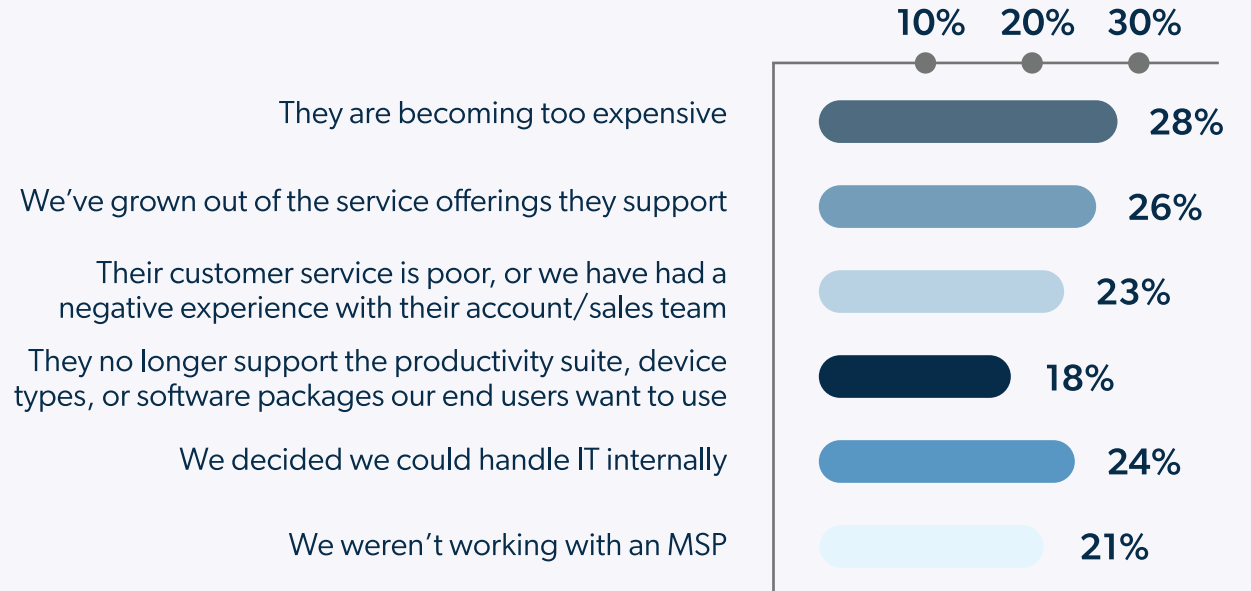 10% 20% 30%
They are becoming too expensive 28%
We’ve grown out of the service offerings they support 26%
Their customer service is poor, or we have had a
negative experience with their account/sales team 23%
They no longer support the productivity suite, device
types, or software packages our end users want to use 18%
We decided we could handle IT internally 24%
We weren’t working with an MSP 21%